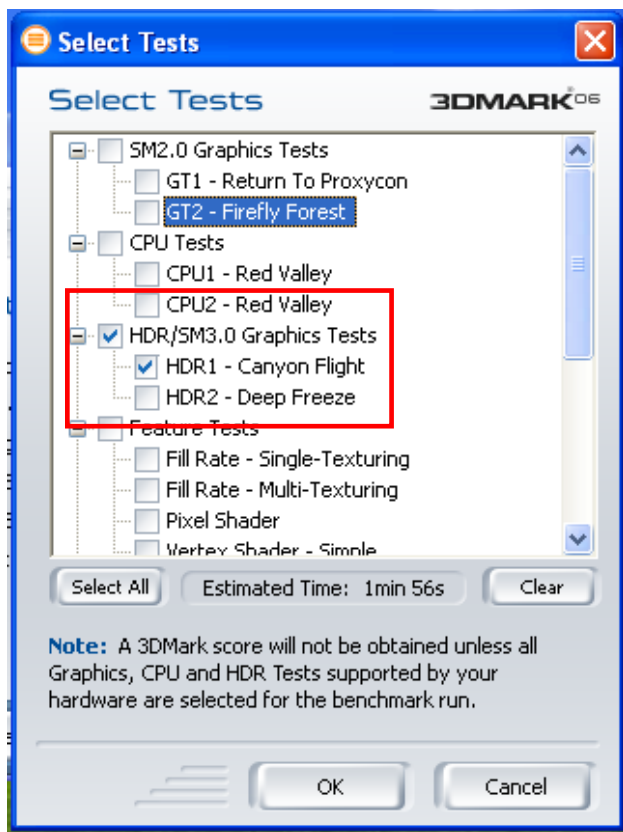 Select Tests
Select Tests
3DMARK®06
SM2.0 Graphics Tests
GT1 - Return To Proxycon
GT2 - Firefly Forest
CPU Tests
CPU1 - Red Valley
CPU2 - Red Valley
HDR/SM3.0 Graphics Tests
HDR1 - Canyon Flight
HDR2 - Deep Freeze
Feature Tests
Fill Rate - Single-Texturing
Fill Rate - Multi-Texturing
Pixel Shader
Vertex Shader - Simple
Select All
Estimated Time: 1min 56s
Clear
Note: A 3DMark score will not be obtained unless all
Graphics, CPU and HDR Tests supported by your
hardware are selected for the benchmark run.
OK
Cancel